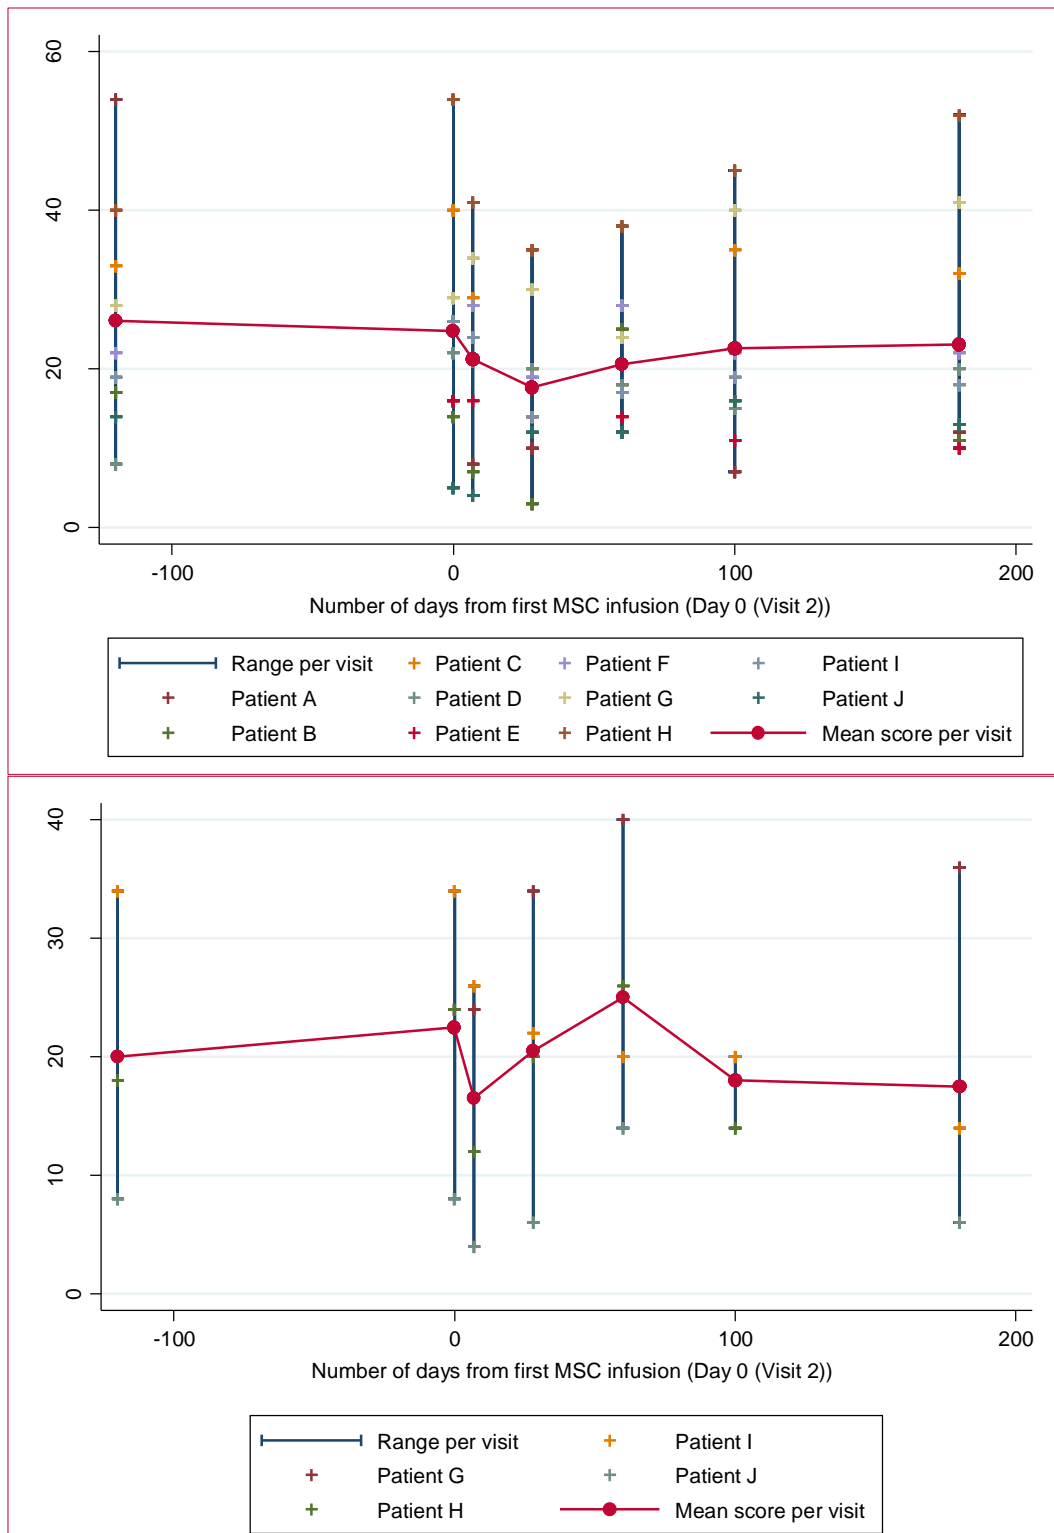 60
40
20
0
-100 0 100 200
Number of days from first MSC infusion (Day 0 (Visit 2))
Range per visit Patient C Patient F Patient I
Patient A Patient D Patient G Patient J
Patient B Patient E Patient H Mean score per visit
40
30
20
10
0
-100 0 100 200
Number of days from first MSC infusion (Day 0 (Visit 2))
Range per visit Patient I
Patient G Patient J
Patient H Mean score per visit